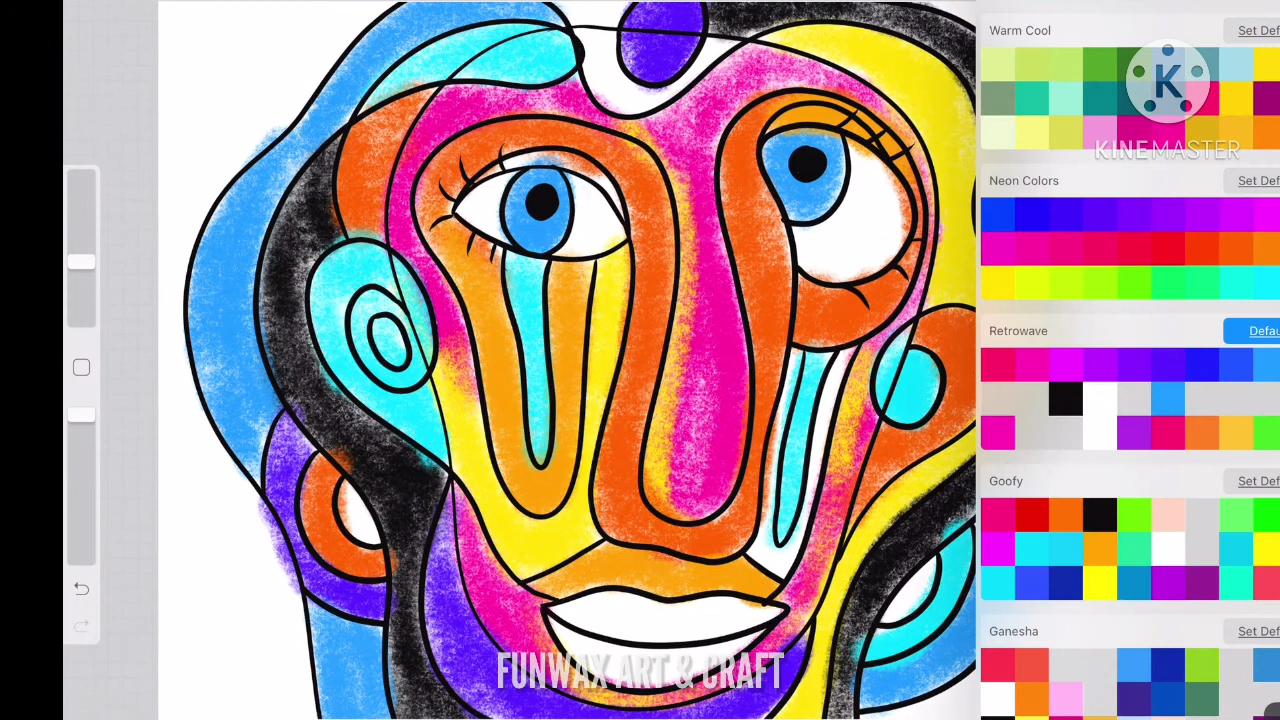 Warm Cool
Set Def
K
KINEMASTER
Neon Colors
Set Def
Retrowave
Defau
Goofy
Set Def
Ganesha
Set Def
FUNWAX ART & CRAFT